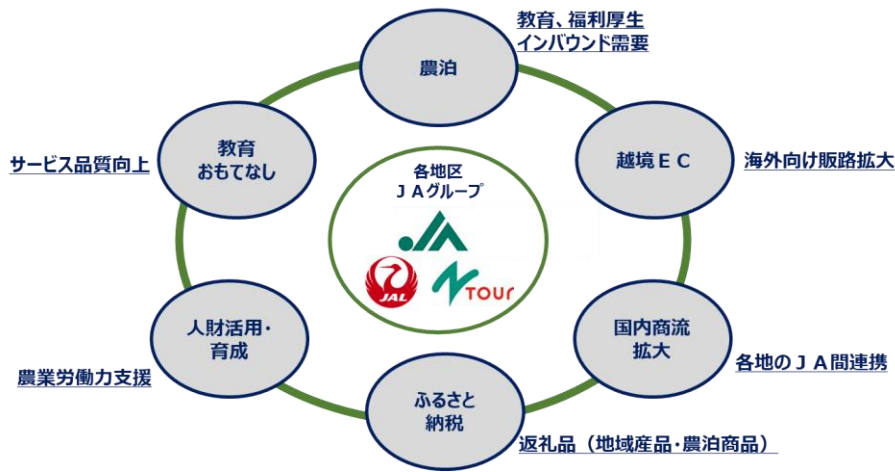 教育、福利厚生
インバウンド需要
農泊
教育
おもてなし
サービス品質向上
越境ＥＣ
海外向け販路拡大
各地区
ＪＡグループ
JA
JAL
N TOUR
人財活用・
育成
農業労働力支援
国内商流
拡大
各地のＪＡ間連携
ふるさと
納税
返礼品（地域産品・農泊商品）